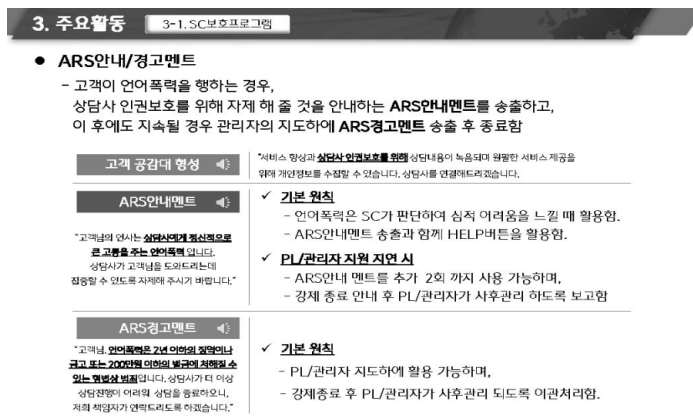 3. 주요활동
3-1. SC보호프로그램
● ARS안내/경고멘트
- 고객이 언어폭력을 행하는 경우,
상담사 인권보호를 위해 자제 해 줄 것을 안내하는 ARS안내멘트를 송출하고,
이 후에도 지속될 경우 관리자의 지도하에 ARS경고멘트 송출 후 종료함
고객 공감대 형성
"서비스 향상과 상담사 인권보호를 위해 상담내용이 녹음되며 원활한 서비스 제공을
위해 개인정보를 수집할 수 있습니다. 상담사를 연결해드리겠습니다.
ARS안내멘트
"고객님의 언사는 상담사에게 정신적으로
큰 고통을 주는 언어폭력 입니다.
상담사가 고객님을 도와드리는데
집중할 수 있도록 자제해 주시기 바랍니다."
✓ 기본 원칙
- 언어폭력은 SC가 판단하여 심적 어려움을 느낄 때 활용함.
- ARS안내멘트 송출과 함께 HELP버튼을 활용함.
✓ PL/관리자 지원 지연 시
- ARS안내 멘트를 추가 2회 까지 사용 가능하며,
- 강제 종료 안내 후 PL/관리자가 사후관리 하도록 보고함
ARS경고멘트
"고객님, 언어폭력은 2년 이하의 징역이나
금고 또는 200만원 이하의 벌금에 처해질 수
있는 형법상 범죄입니다. 상담사가 더 이상
상담진행이 어려워 상담을 종료하오니,
저희 책임자가 연락드리도록 하겠습니다."
✓ 기본 원칙
- PL/관리자 지도하에 활용 가능하며,
- 강제종료 후 PL/관리자가 사후관리 되도록 이관처리함.